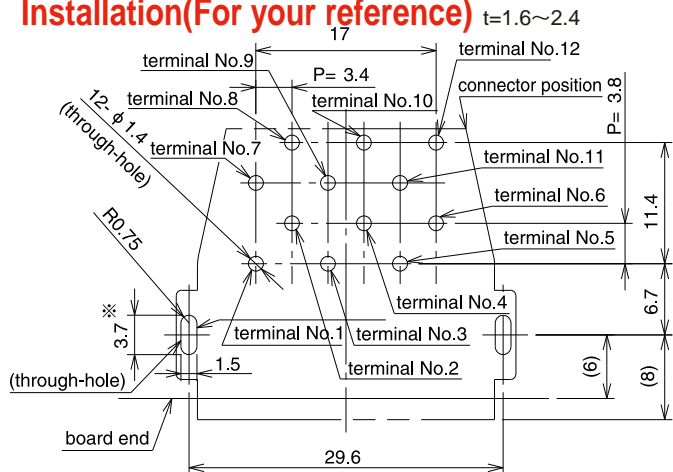 Installation(For your reference) t=1.6～2.4
17
terminal No.9
terminal No.12
P= 3.4
connector position
terminal No.8
terminal No.10
12- φ 1.4
(through-hole)
P= 3.8
terminal No.7
terminal No.11
terminal No.6
11.4
R0.75
terminal No.5
terminal No.4
6.7
※
3.7
terminal No.1
terminal No.3
1.5
terminal No.2
(6)
(8)
(through-hole)
board end
29.6